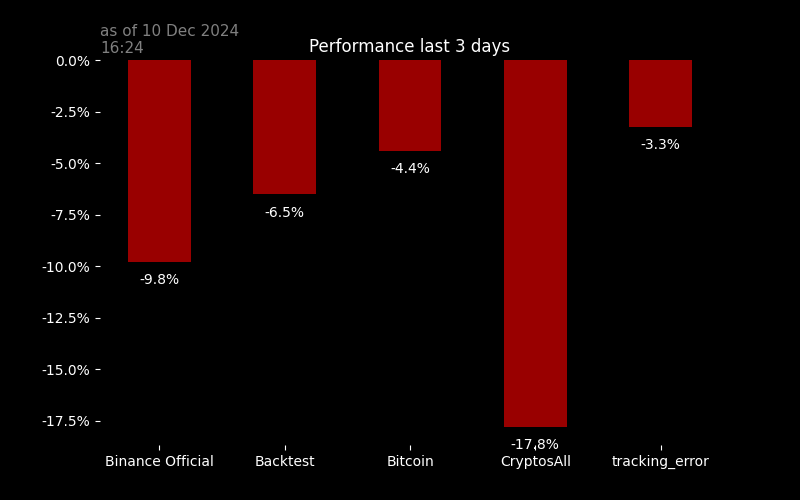 as of 10 Dec 2024
16:24
Performance last 3 days
0.0%
-2.5%
-5.0%
-7.5%
-10.0%
-12.5%
-15.0%
-17.5%
-9.8%
-6.5%
-4.4%
-17.8%
-3.3%
Binance Official
Backtest
Bitcoin
CryptosAll
tracking_error